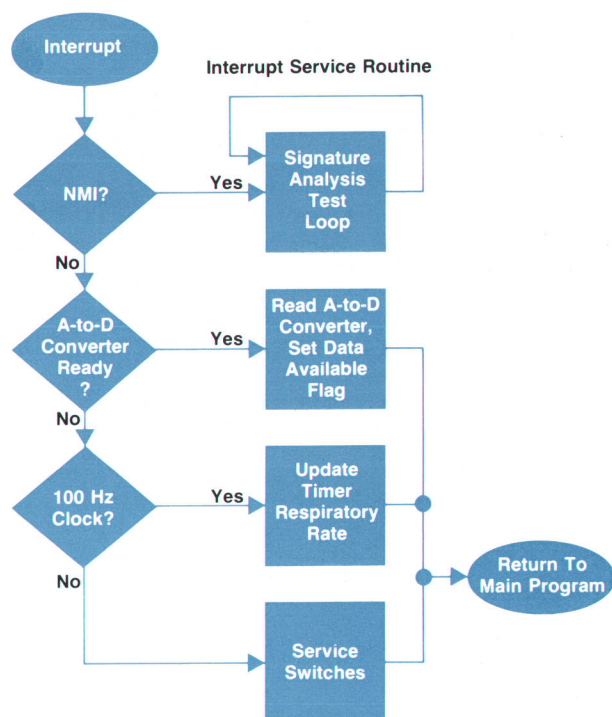 Interrupt
Interrupt Service Routine
NMI?
Yes
Signature
Analysis
Test
Loop
No
A-to-D
Converter
Ready
?
Yes
Read A-to-D
Converter,
Set Data
Available
Flag
No
100 Hz
Clock?
Yes
Update
Timer
Respiratory
Rate
No
Service
Switches
Return To
Main Program